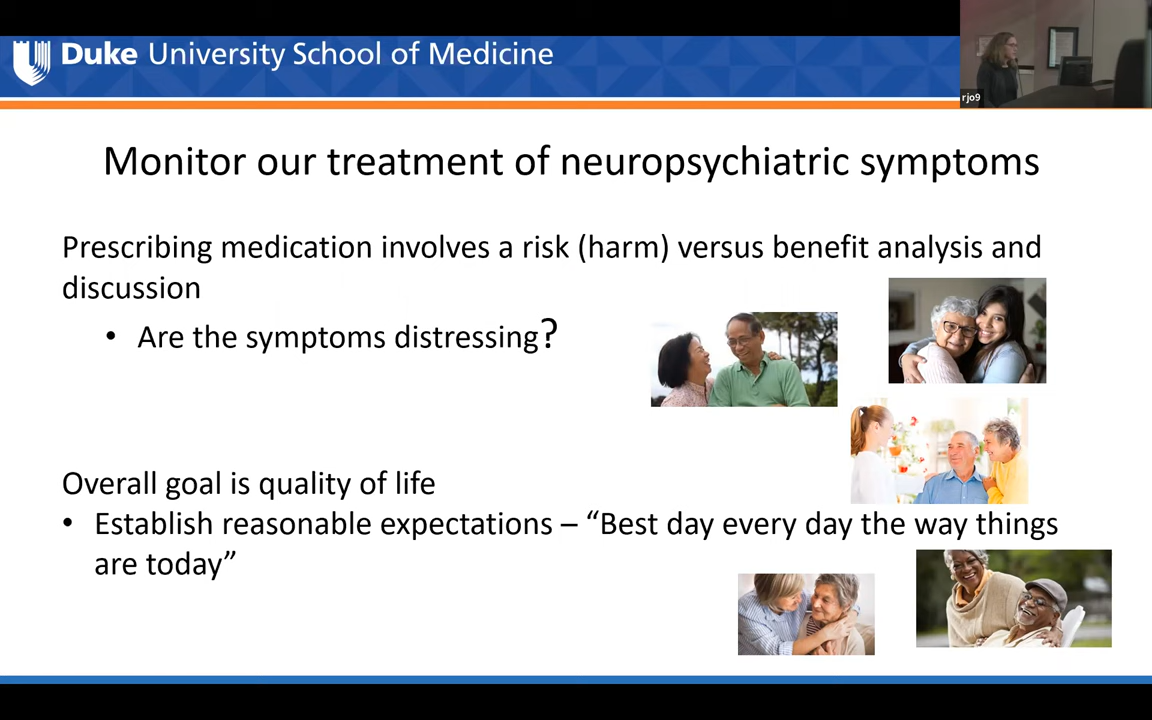 Duke University School of Medicine
rjo9
Monitor our treatment of neuropsychiatric symptoms
Prescribing medication involves a risk (harm) versus benefit analysis and
discussion
• Are the symptoms distressing?
Overall goal is quality of life
• Establish reasonable expectations – “Best day every day the way things
are today”